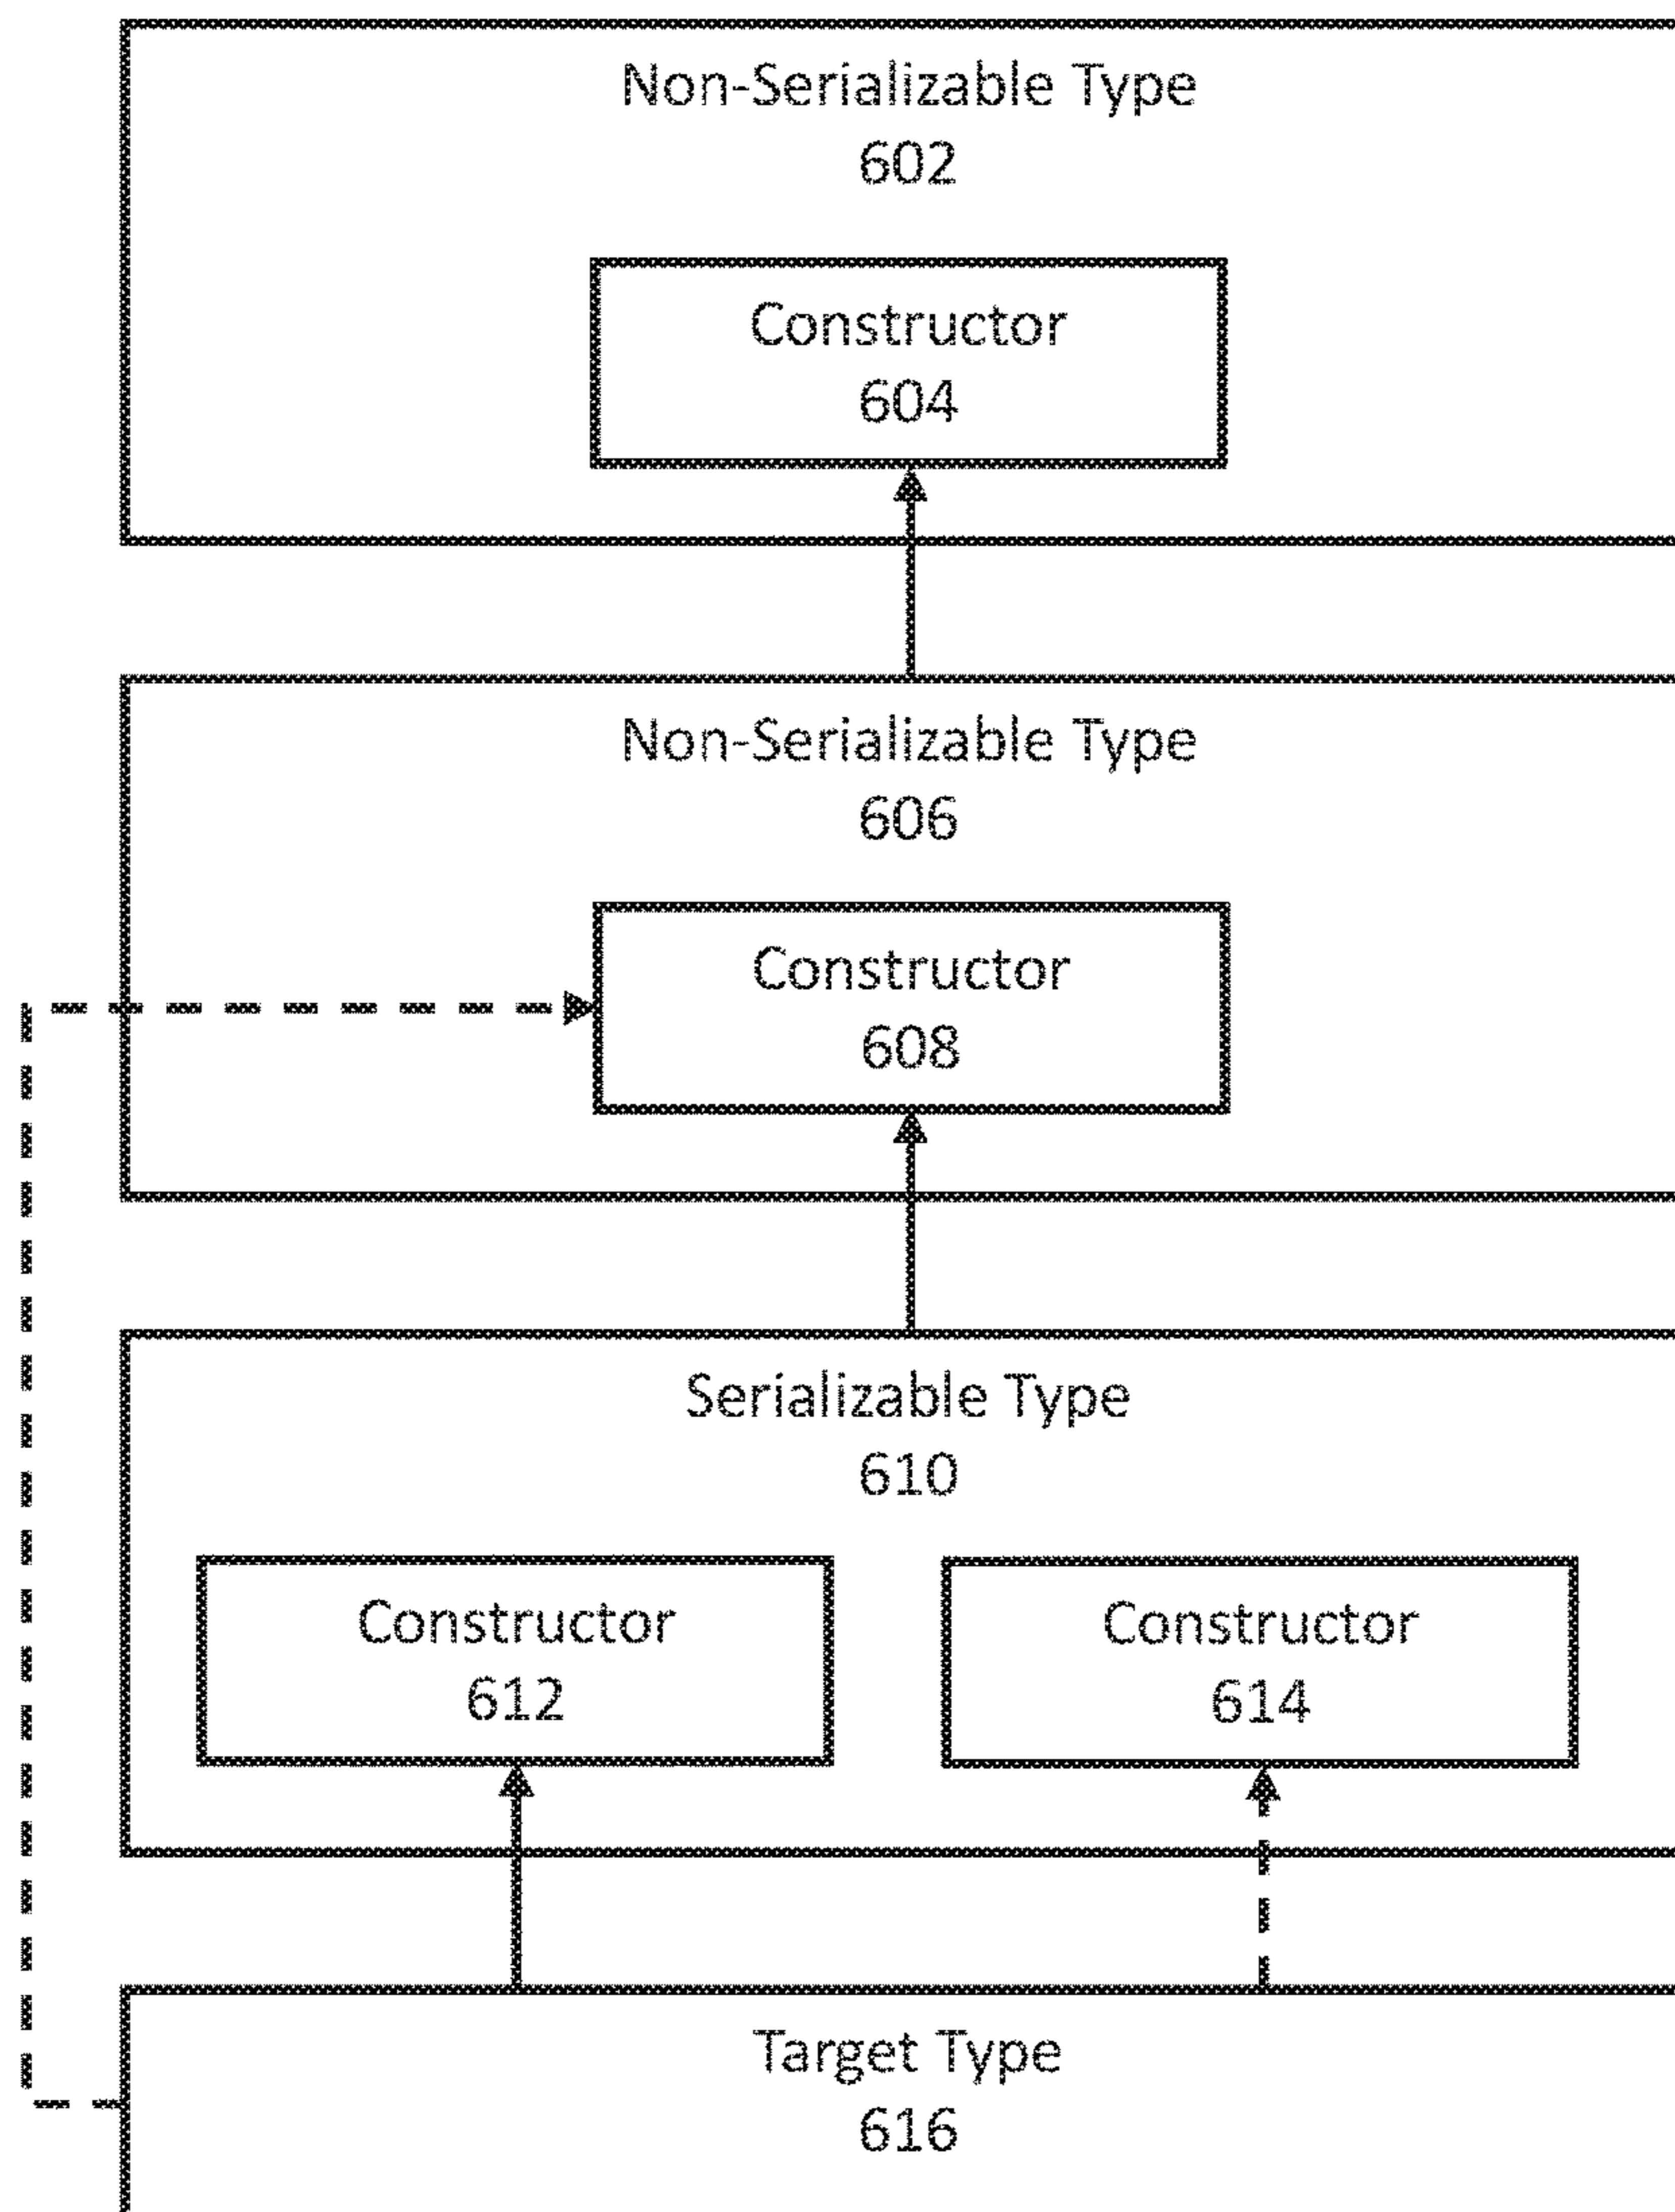 Non-Serializable Type
602
Constructor
604
Non-Serializable Type
606
Constructor
608
Serializable Type
610
Constructor
612
Constructor
614
Target Type
616